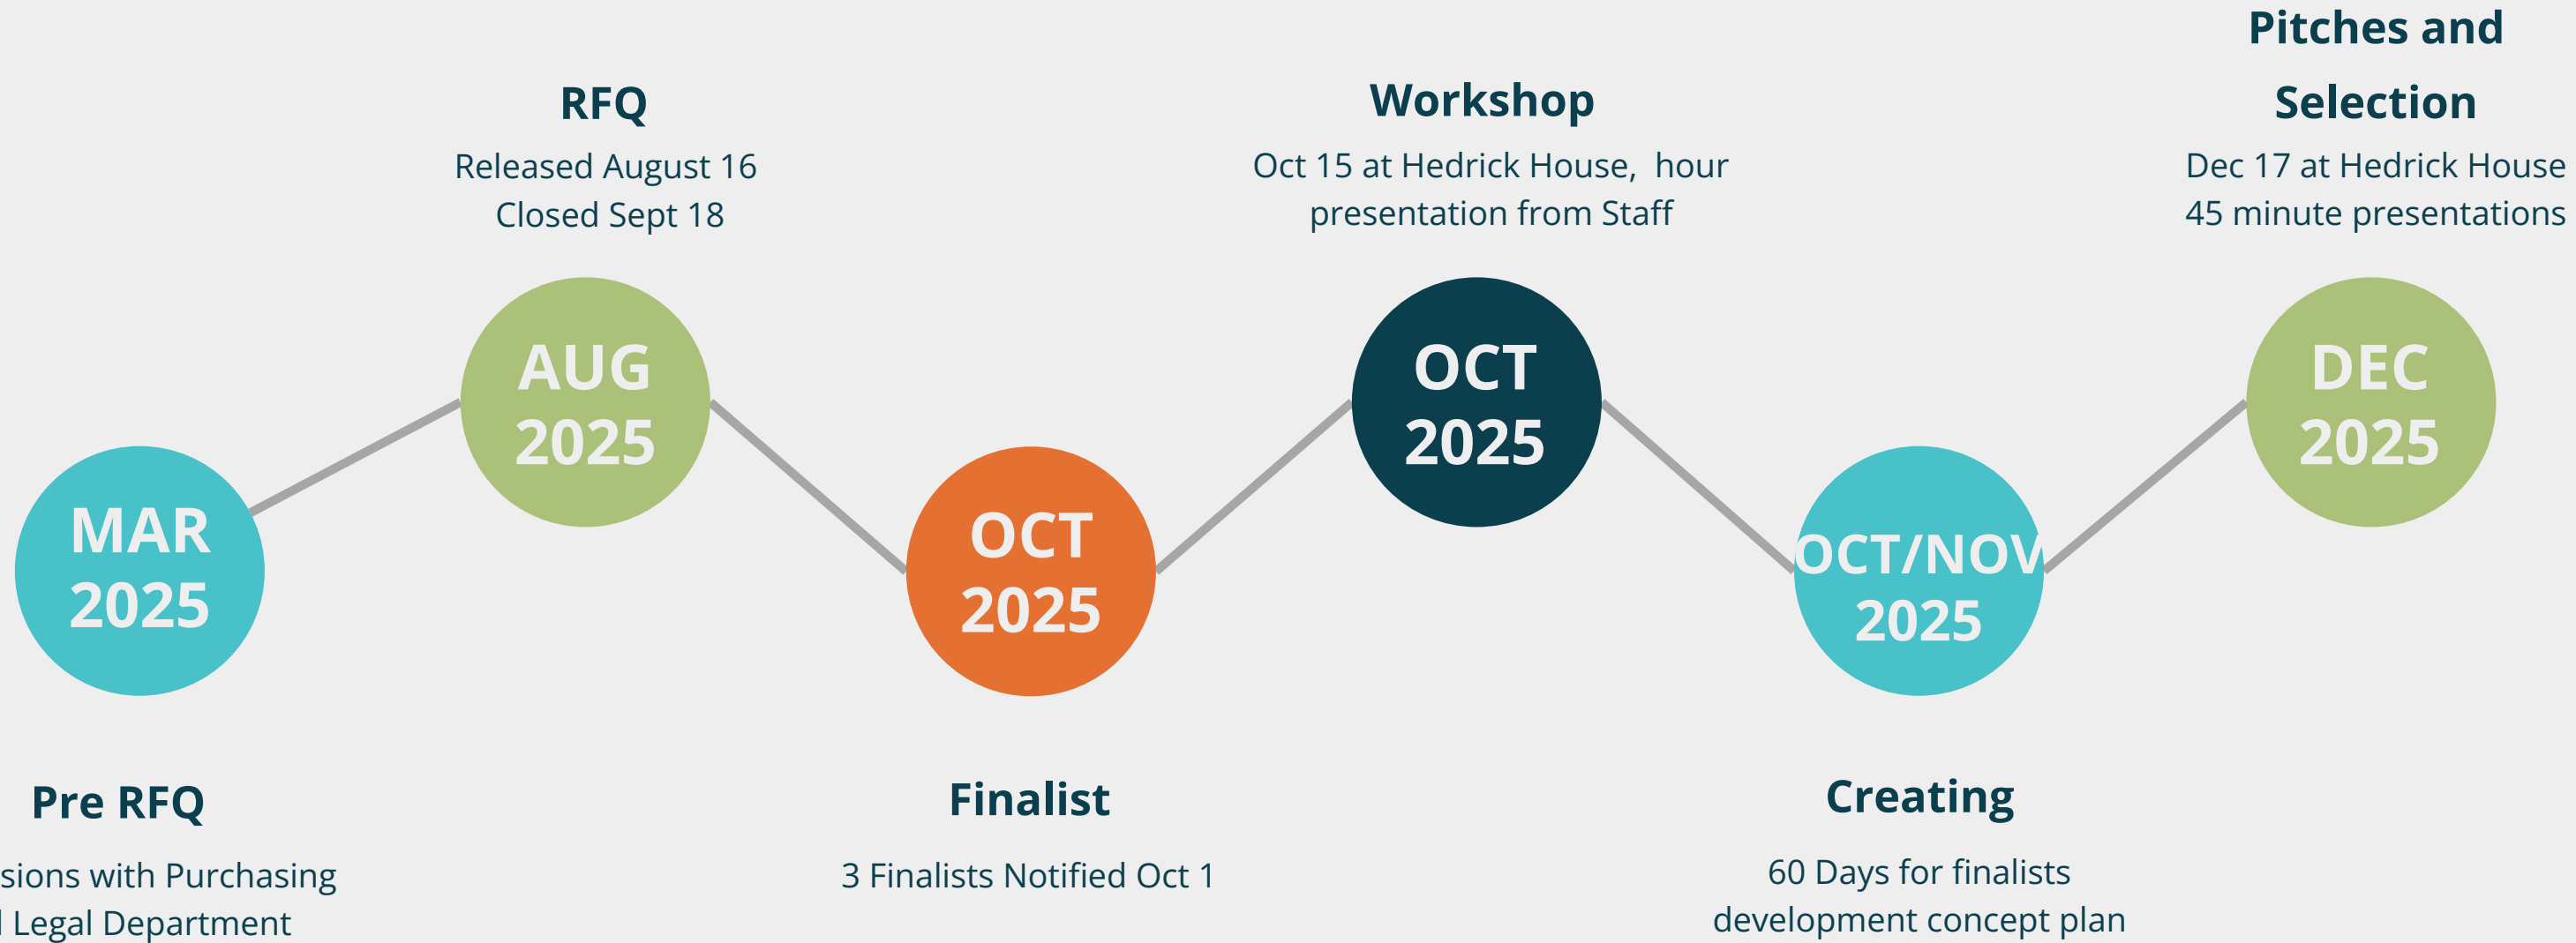 Pre RFQ
MAR
2025
sions with Purchasing
Legal Department
RFQ
Released August 16
Closed Sept 18
AUG
2025
OCT
2025
Finalist
3 Finalists Notified Oct 1
Workshop
Oct 15 at Hedrick House, hour
presentation from Staff
OCT
2025
OCT/NOV
2025
Creating
60 Days for finalists
development concept plan
Pitches and
Selection
Dec 17 at Hedrick House
45 minute presentations
DEC
2025